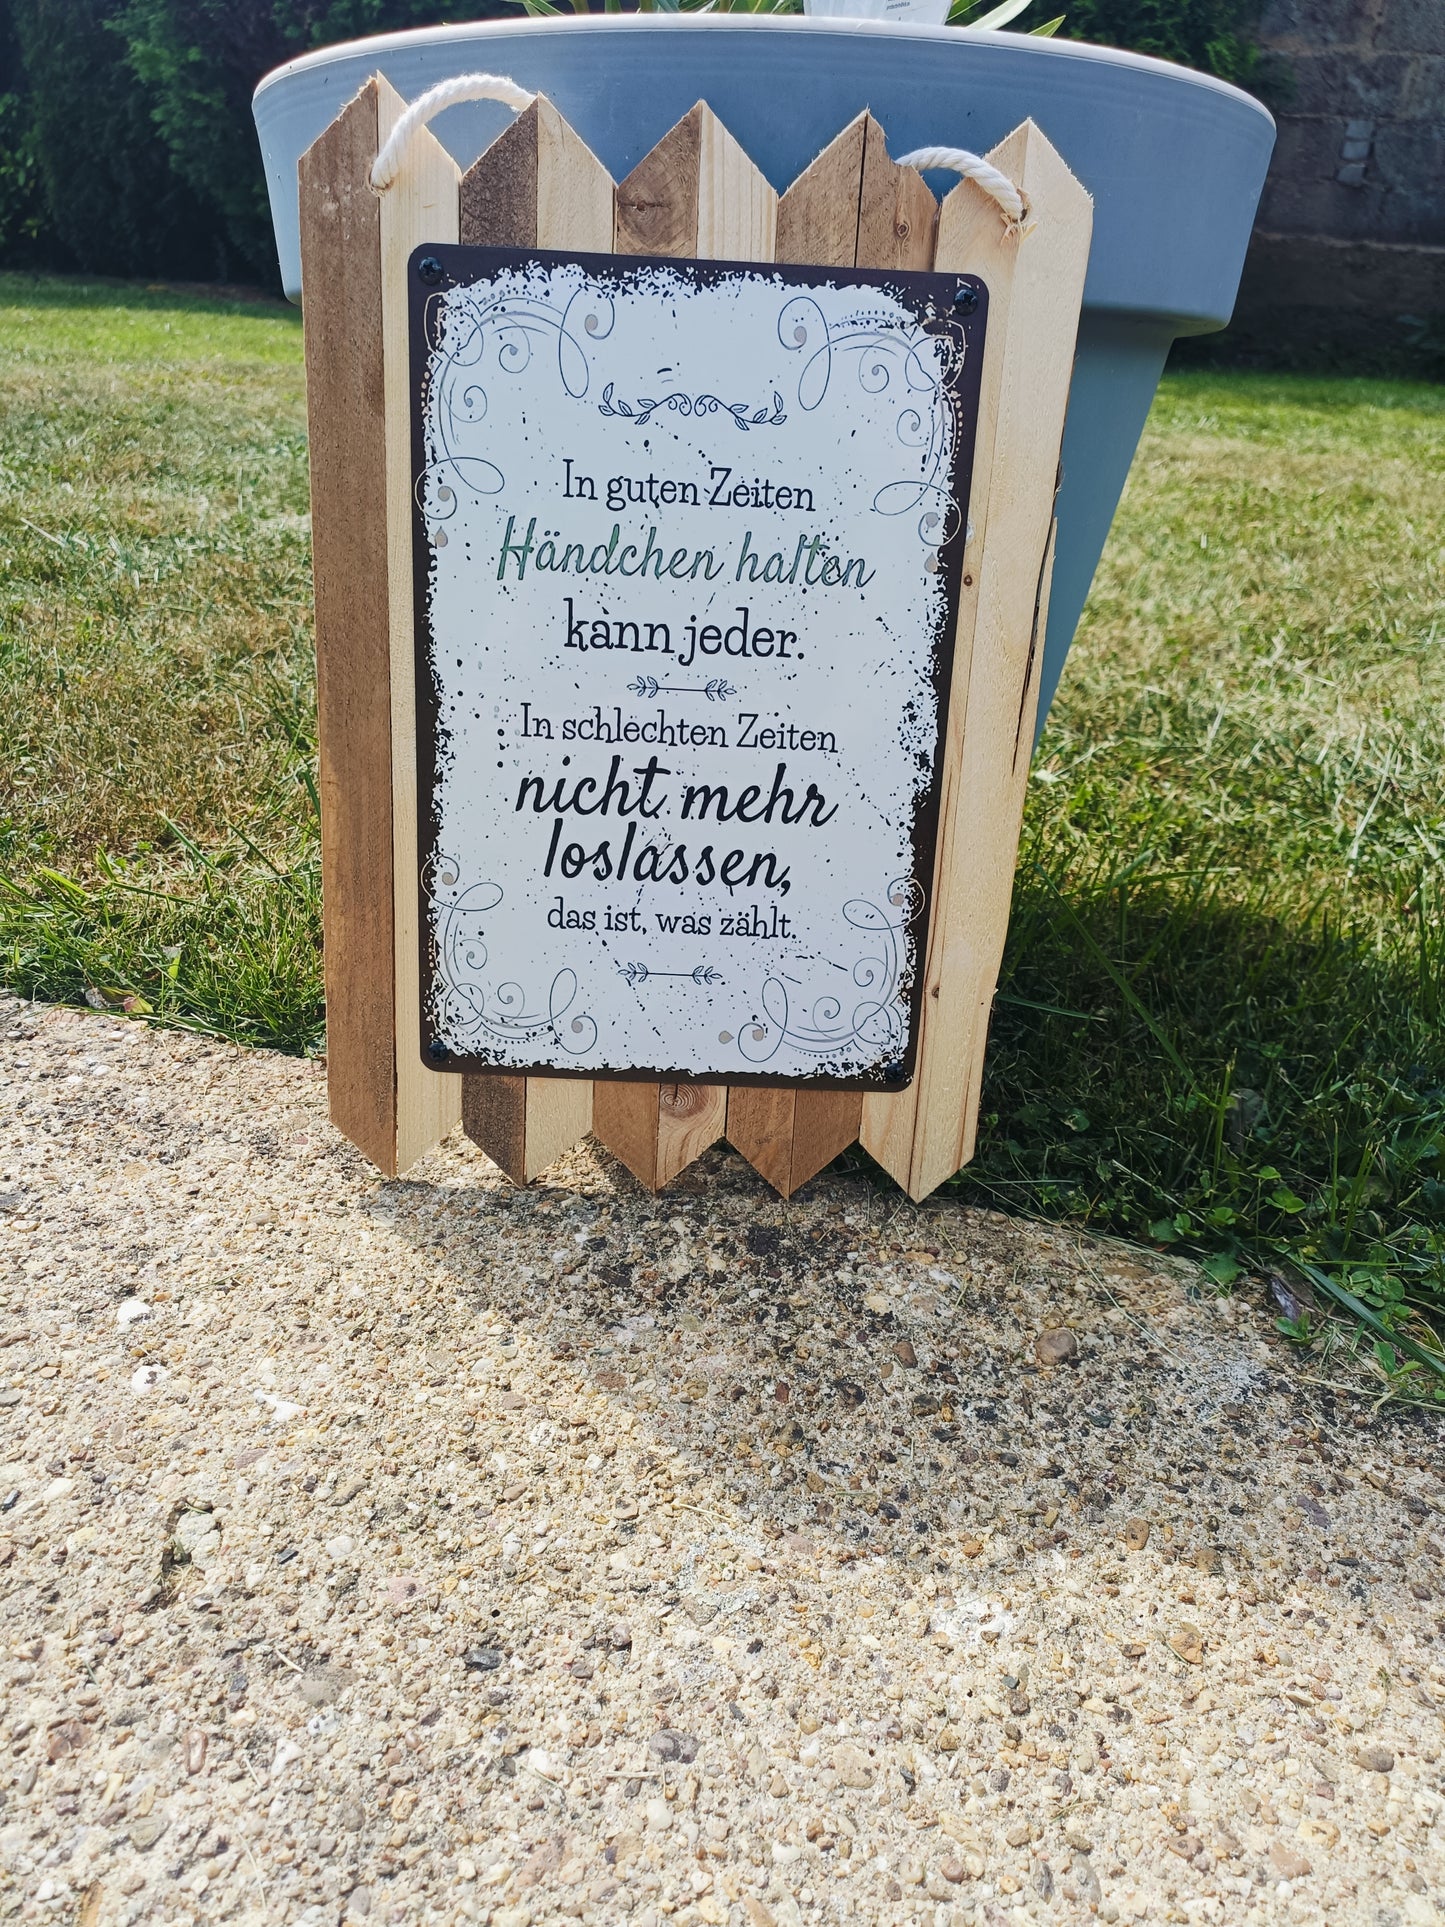 In guten Zeiten
Händchen halten
kann jeder.
In schlechten Zeiten
nicht mehr
loslassen,
das ist, was zählt.